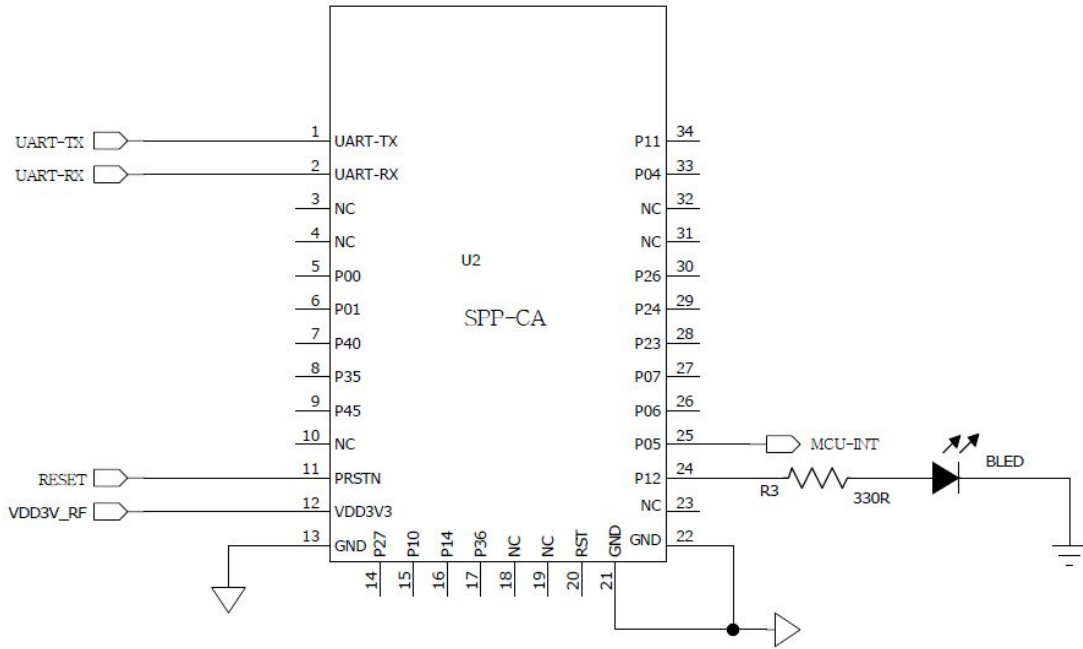 UART-TX 1 UART-TX P11 34
UART-RX 2 UART-RX P04 33
3 NC NC 32
4 NC NC 31
U2
5 P00 P26 30
6 P01 SPP-CA P24 29
7 P40 P23 28
8 P35 P07 27
9 P45 P06 26
10 NC P05 25 MCU-INT
BLED
RESET 11 PRSTN P12 24
R3 330R
VDD3V_RF 12 VDD3V3 NC 23
13 GND GND 22
P27 P10 P14 P36 NC NC RST GND
14 15 16 17 18 19 20 21